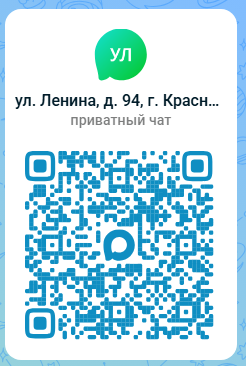 УЛ
ул. Ленина, д. 94, г. Красн...
приватный чат